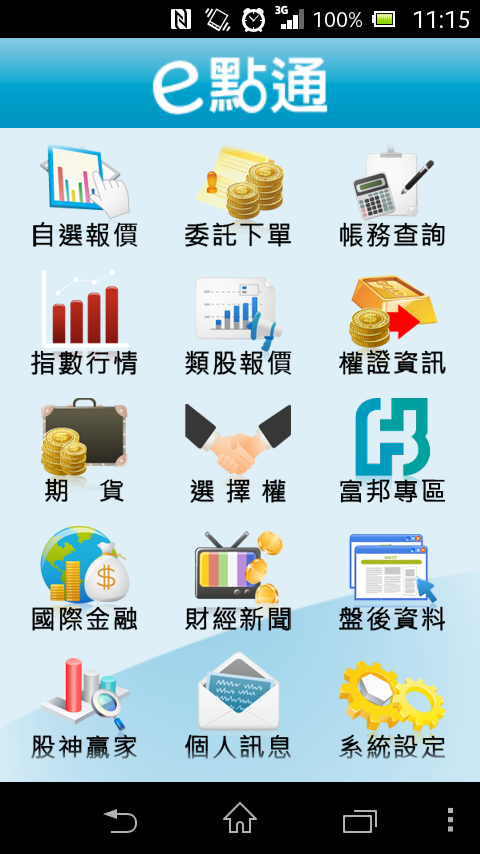 3G 100% 11:15
e點通
自選報價 委託下單 帳務查詢
指數行情 類股報價 權證資訊
期 貨 選擇權 富邦專區
國際金融 財經新聞 盤後資料
股神贏家 個人訊息 系統設定